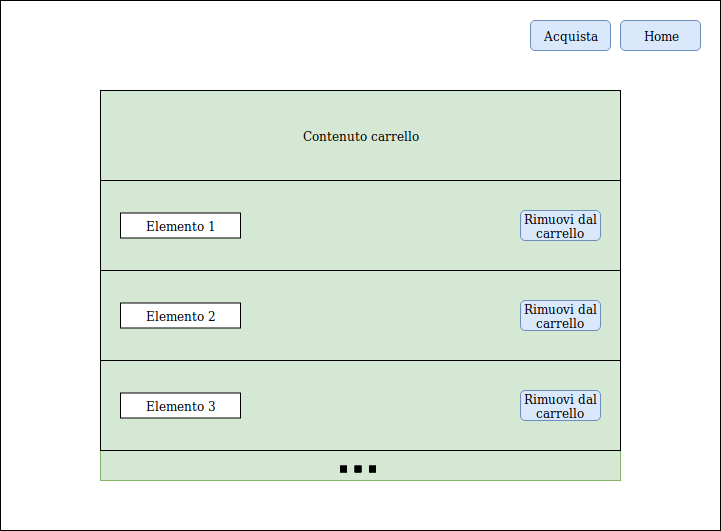 Acquista
Home
Contenuto carrello
Elemento 1
Rimuovi dal
carrello
Elemento 2
Rimuovi dal
carrello
Elemento 3
Rimuovi dal
carrello
...